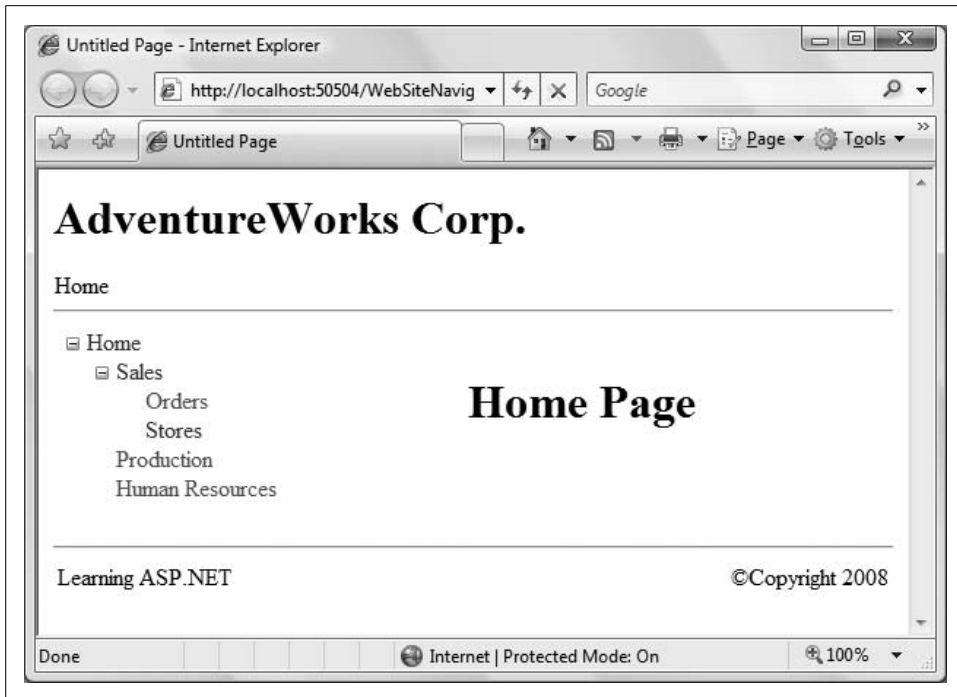 Untitled Page - Internet Explorer
http://localhost:50504/WebSiteNavig
Google
Untitled Page
Page
Tools
AdventureWorks Corp.
Home
Home
Sales
Orders
Stores
Production
Human Resources
Home Page
Learning ASP.NET
©Copyright 2008
Done
Internet | Protected Mode: On
100%